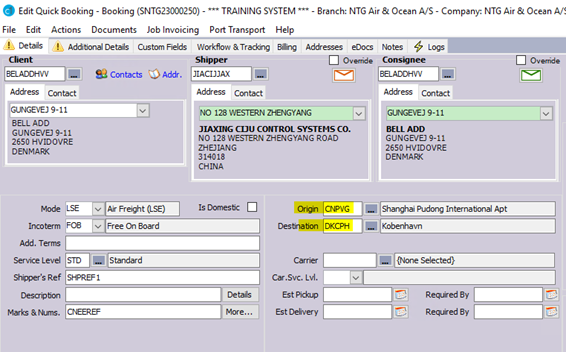 Edit Quick Booking - Booking (SNTG23000250) - *** TRAINING SYSTEM *** - Branch: NTG Air & Ocean A/S - Company: NTG Air & Ocean A/S
File Edit Actions Documents Job Invoicing Port Transport Help
Details Additional Details Custom Fields Workflow & Tracking Billing Addresses eDocs Notes Logs
Client
BELADDHVV ... Contacts Addr.
Address Contact
GUNGEVEJ 9-11
BELL ADD
GUNGEVEJ 9-11
2650 HVIDOVRE
DENMARK
Shipper Override
JIACIJJAX ...
Address Contact
NO 128 WESTERN ZHENGYANG
JIAXING CIJU CONTROL SYSTEMS CO.
NO 128 WESTERN ZHENGYANG ROAD
ZHEJIANG
314018
CHINA
Consignee Override
BELADDHVV ...
Address Contact
GUNGEVEJ 9-11
BELL ADD
GUNGEVEJ 9-11
2650 HVIDOVRE
DENMARK
Mode LSE Air Freight (LSE) Is Domestic
Incoterm FOB Free On Board
Add. Terms
Service Level STD ... Standard
Shipper's Ref SHPREF1
Description Details
Marks & Nums. CNEEREF More...
Origin CNPVG ... Shanghai Pudong International Apt
Destination DKCPH ... Kobenhavn
Carrier ... {None Selected}
Car.Svc. Lvl.
Est Pickup Required By
Est Delivery Required By